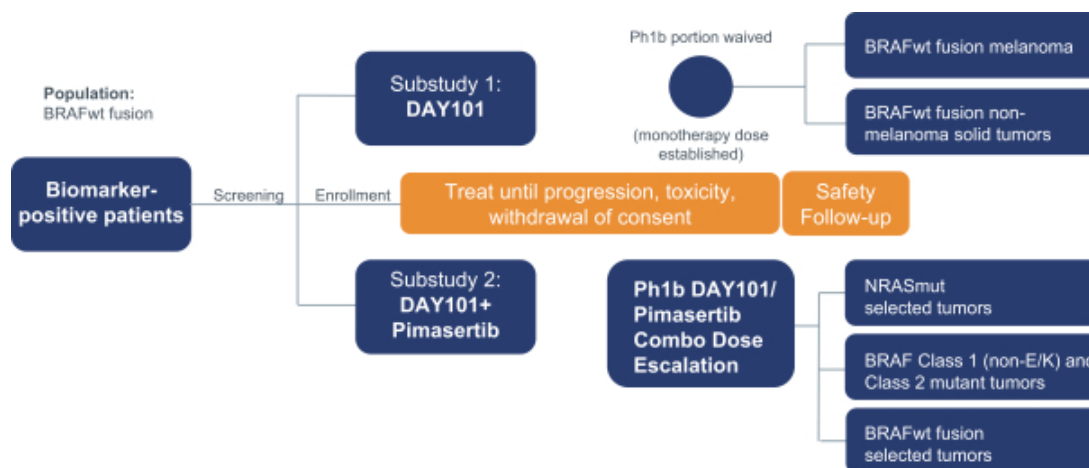 Population:
BRAFwt fusion
Biomarker-
positive patients
Screening
Enrollment
Substudy 1:
DAY101
Ph1b portion waived
(monotherapy dose
established)
BRAFwt fusion melanoma
BRAFwt fusion non-
melanoma solid tumors
Treat until progression, toxicity,
withdrawal of consent
Safety
Follow-up
Substudy 2:
DAY101+
Pimasertib
Ph1b DAY101/
Pimasertib
Combo Dose
Escalation
NRASmut
selected tumors
BRAF Class 1 (non-E/K) and
Class 2 mutant tumors
BRAFwt fusion
selected tumors